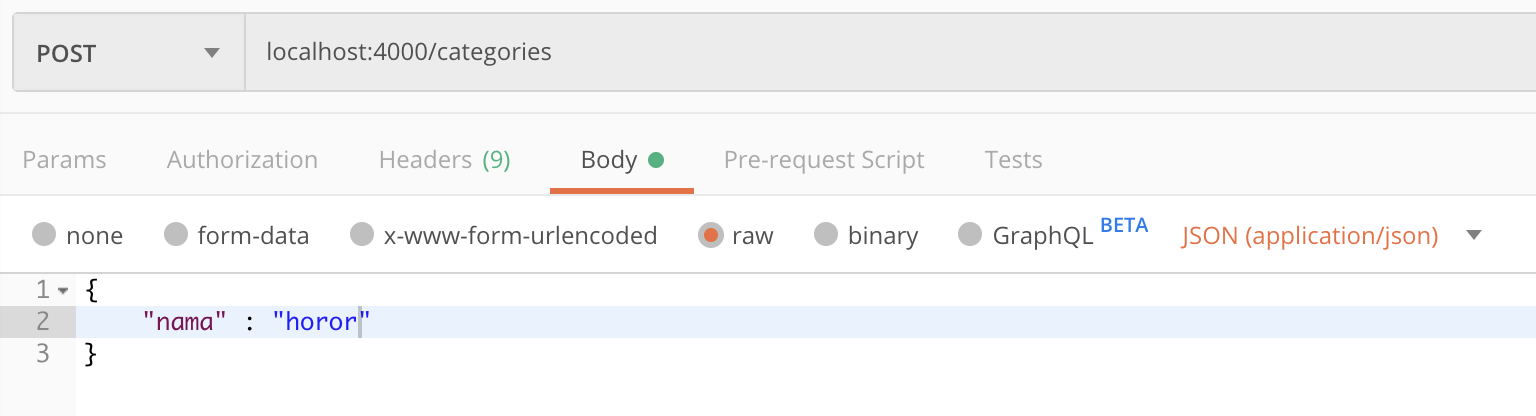 POST localhost:4000/categories
Params Authorization Headers (9) Body Pre-request Script Tests
none form-data x-www-form-urlencoded raw binary GraphQL BETA JSON (application/json)
1 {
2 "nama" : "horor"
3 }